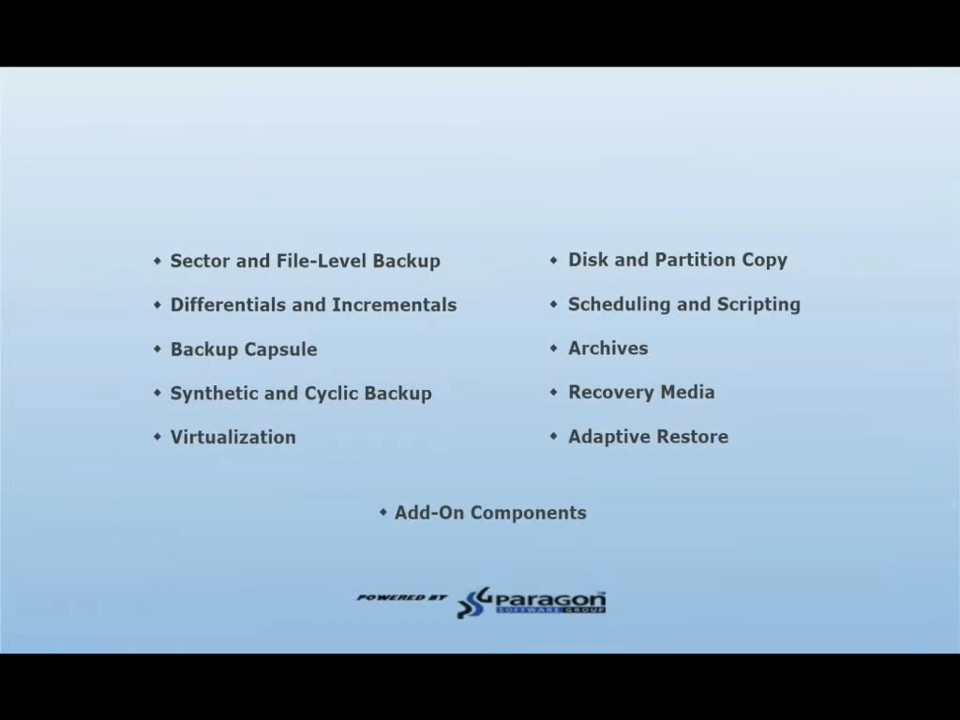 ◆ Sector and File-Level Backup
◆ Differentials and Incrementals
◆ Backup Capsule
◆ Synthetic and Cyclic Backup
◆ Virtualization
◆ Disk and Partition Copy
◆ Scheduling and Scripting
◆ Archives
◆ Recovery Media
◆ Adaptive Restore
◆ Add-On Components
POWERED BY paragon™
SOFTWARE GROUP